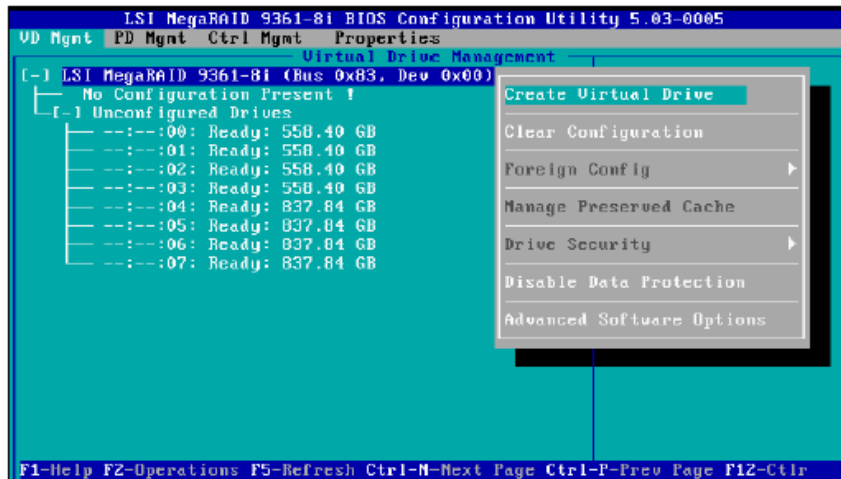 LSI MegaRAID 9361-8i BIOS Configuration Utility 5.03-0005
VD Mgmt PD Mgmt Ctrl Mgmt Properties
Virtual Drive Management
[-] LSI MegaRAID 9361-8i (Bus 0x83, Dev 0x00)
No Configuration Present !
[-] Unconfigured Drives
--:--:00: Ready: 558.40 GB
--:--:01: Ready: 558.40 GB
--:--:02: Ready: 558.40 GB
--:--:03: Ready: 558.40 GB
--:--:04: Ready: 837.84 GB
--:--:05: Ready: 837.84 GB
--:--:06: Ready: 837.84 GB
--:--:07: Ready: 837.84 GB
Create Virtual Drive
Clear Configuration
Foreign Config
Manage Preserved Cache
Drive Security
Disable Data Protection
Advanced Software Options
F1-Help F2-Operations F5-Refresh Ctrl-N-Next Page Ctrl-P-Prev Page F12-Ctlr